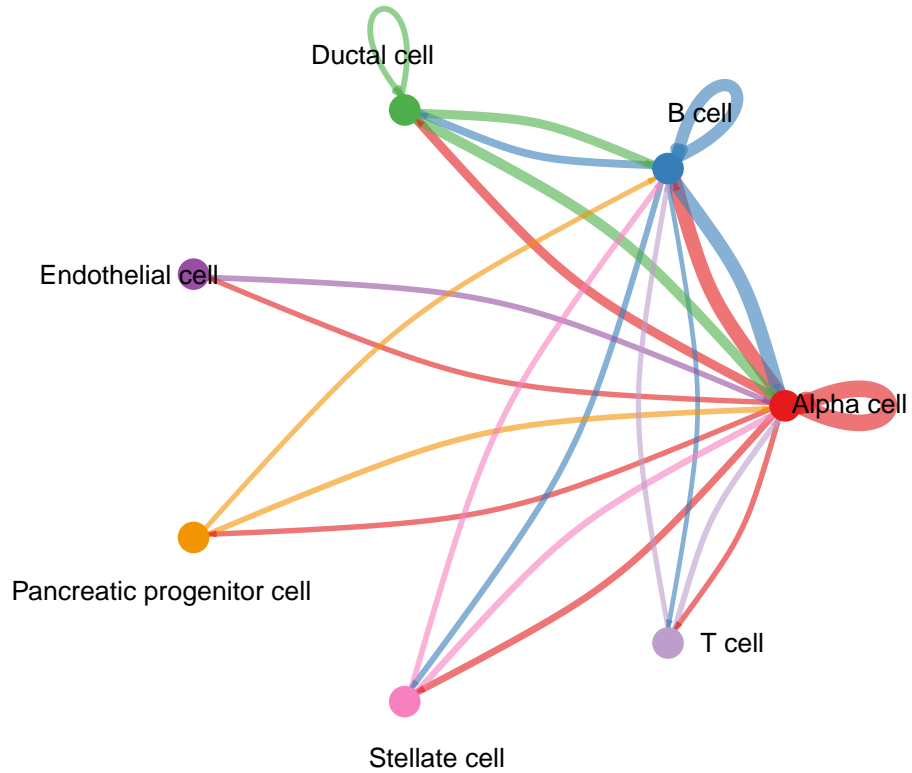 Ductal cell
B cell
Endothelial cell
Alpha cell
Pancreatic progenitor cell
T cell
Stellate cell